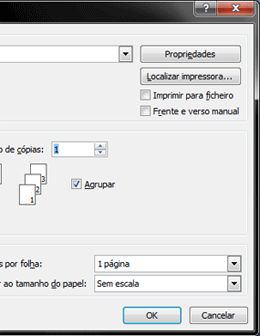 Propriedades
Localizar impressora...
Imprimir para ficheiro
Frente e verso manual
o de cópias: 1
3
2
1
Agrupar
s por folha: 1 página
r ao tamanho do papel: Sem escala
OK Cancelar